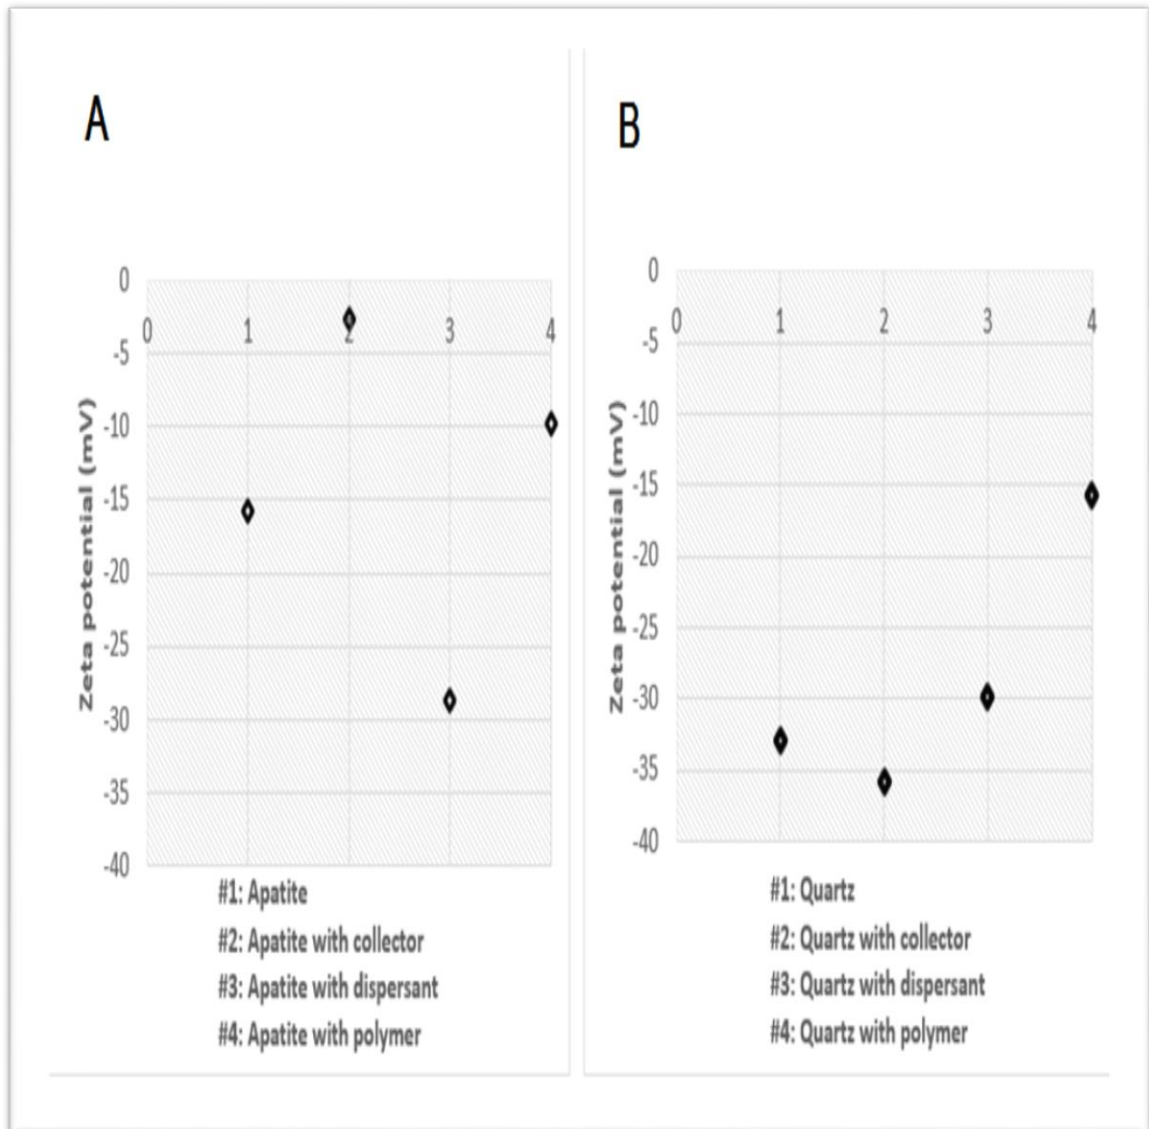 A
0
0 1 2 3 4
-5
-10
-15
-20
-25
-30
-35
-40
Zeta potential (mV)
#1: Apatite
#2: Apatite with collector
#3: Apatite with dispersant
#4: Apatite with polymer
B
0
0 1 2 3 4
-5
-10
-15
-20
-25
-30
-35
-40
Zeta potential (mV)
#1: Quartz
#2: Quartz with collector
#3: Quartz with dispersant
#4: Quartz with polymer